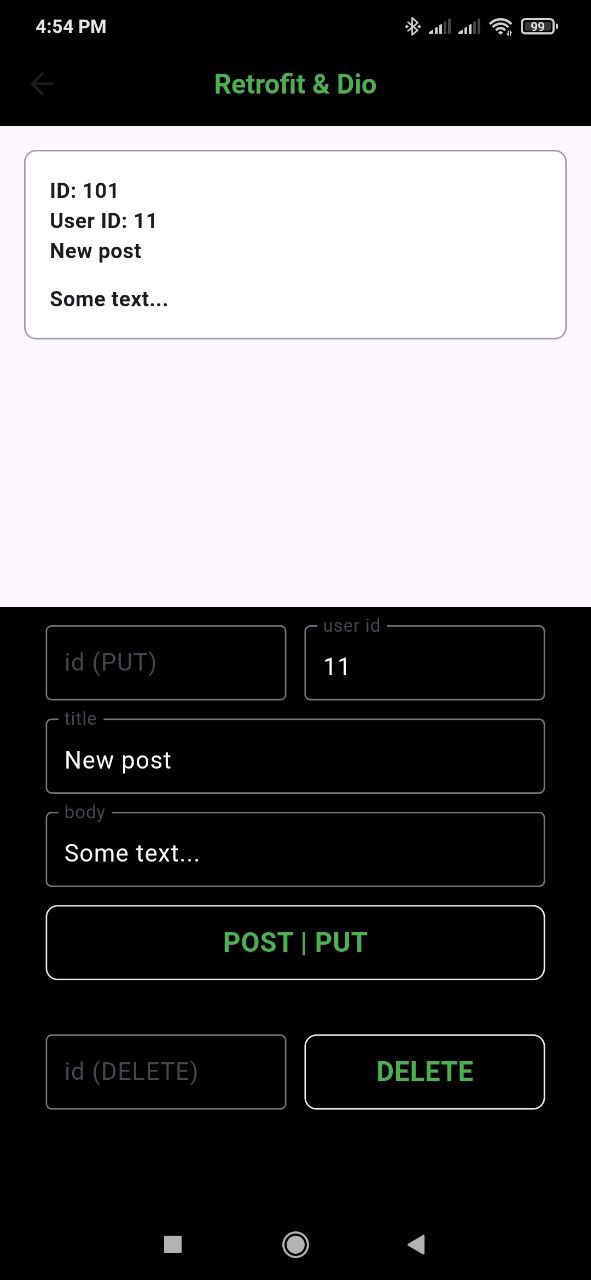 4:54 PM
99
Retrofit & Dio
ID: 101
User ID: 11
New post
Some text...
id (PUT)
user id
11
title
New post
body
Some text...
POST | PUT
id (DELETE)
DELETE